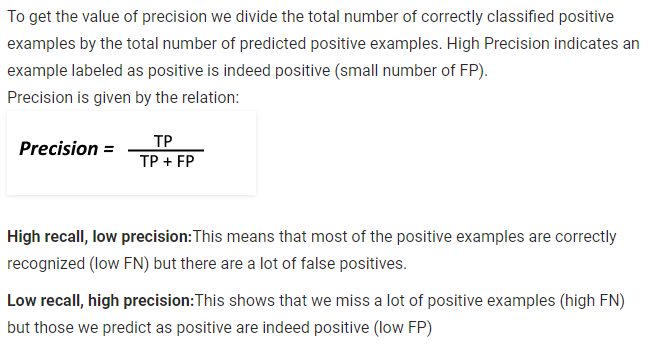 To get the value of precision we divide the total number of correctly classified positive
examples by the total number of predicted positive examples. High Precision indicates an
example labeled as positive is indeed positive (small number of FP).
Precision is given by the relation:
Precision = TP
TP + FP
High recall, low precision:This means that most of the positive examples are correctly
recognized (low FN) but there are a lot of false positives.
Low recall, high precision:This shows that we miss a lot of positive examples (high FN)
but those we predict as positive are indeed positive (low FP)